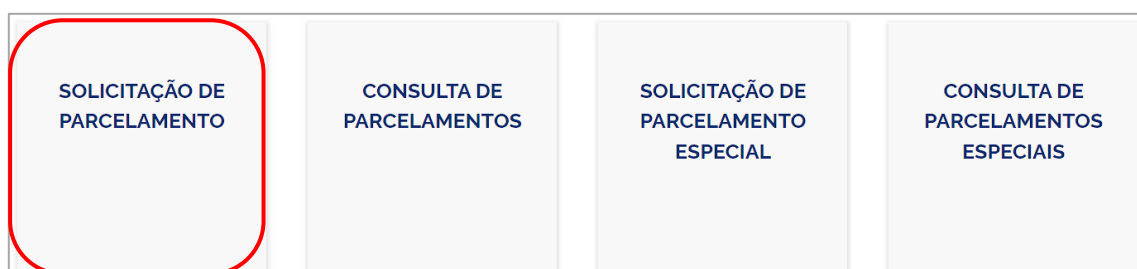 SOLICITAÇÃO DE
PARCELAMENTO
CONSULTA DE
PARCELAMENTOS
SOLICITAÇÃO DE
PARCELAMENTO
ESPECIAL
CONSULTA DE
PARCELAMENTOS
ESPECIAIS